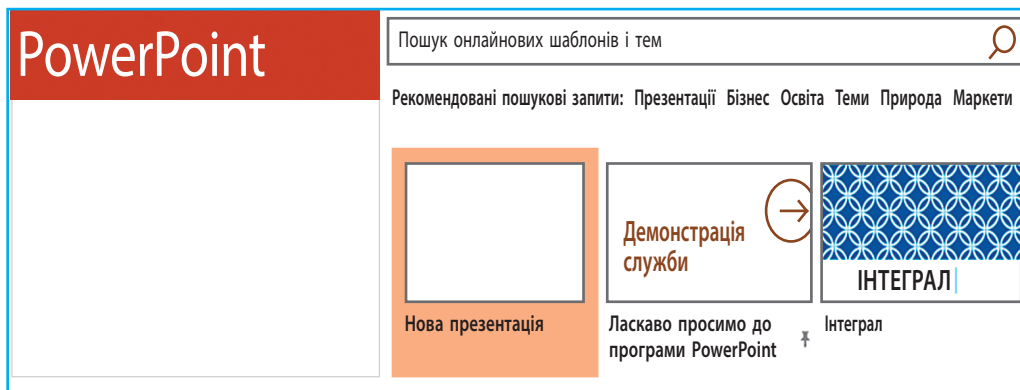 PowerPoint
Пошук онлайнових шаблонів і тем
Рекомендовані пошукові запити: Презентації Бізнес Освіта Теми Природа Маркети
Демонстрація
служби
ІНТЕГРАЛ
Нова презентація
Ласкаво просимо до
програми PowerPoint
Інтеграл